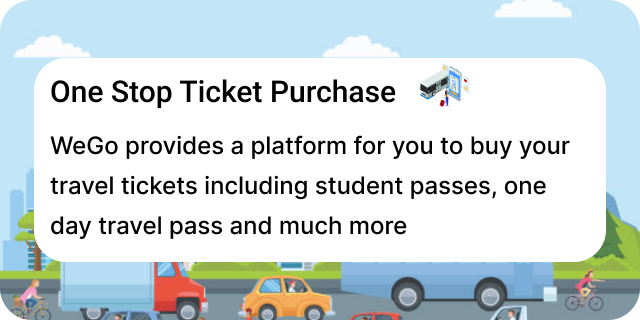 One Stop Ticket Purchase
WeGo provides a platform for you to buy your
travel tickets including student passes, one
day travel pass and much more